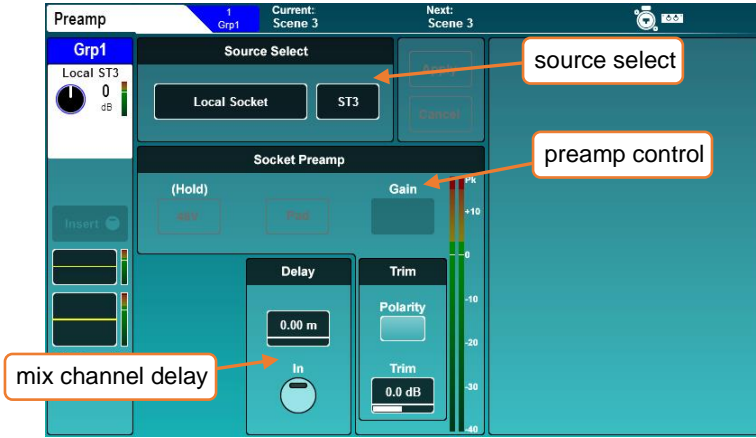 Preamp
1
Grp1
Current:
Scene 3
Next:
Scene 3
Grp1
Local ST3
0
dB
Insert
Source Select
Local Socket
ST3
Apply
Cancel
source select
preamp control
Socket Preamp
(Hold)
48V
Pad
Gain
Pk
+10
0
-10
-20
-30
-40
Delay
0.00 m
In
Trim
Polarity
Trim
0.0 dB
mix channel delay